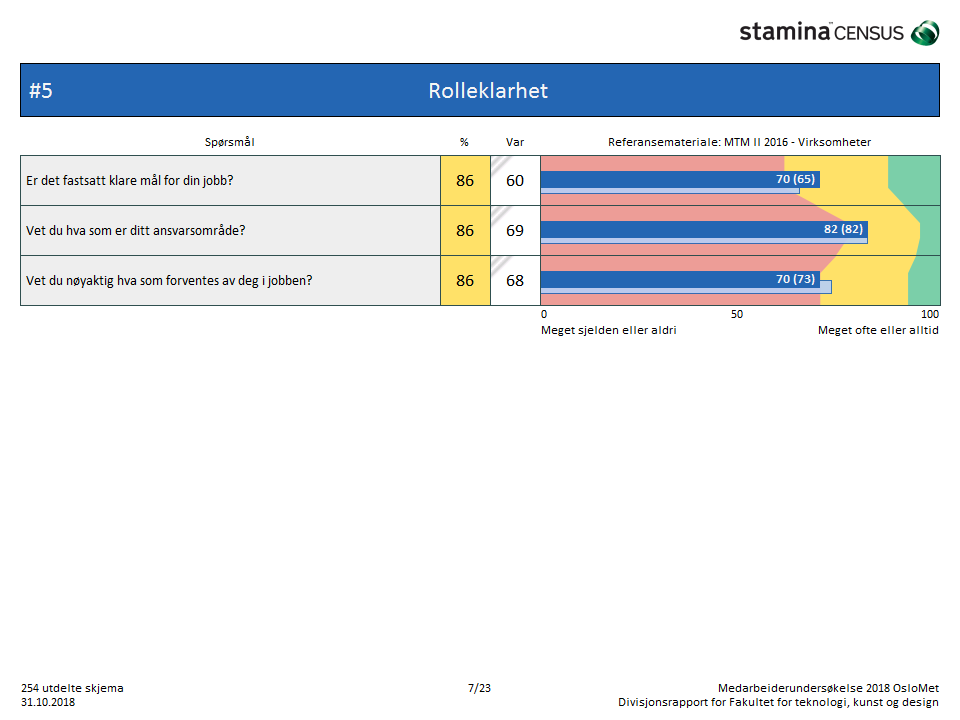 stamina™CENSUS
#5 Rolleklarhet
Spørsmål % Var Referansemateriale: MTM II 2016 - Virksomheter
Er det fastsatt klare mål for din jobb? 86 60 70 (65)
Vet du hva som er ditt ansvarsområde? 86 69 82 (82)
Vet du nøyaktig hva som forventes av deg i jobben? 86 68 70 (73)
0 50 100
Meget sjelden eller aldri Meget ofte eller alltid
254 utdelte skjema 7/23 Medarbeiderundersøkelse 2018 OsloMet
31.10.2018 Divisjonsrapport for Fakultet for teknologi, kunst og design